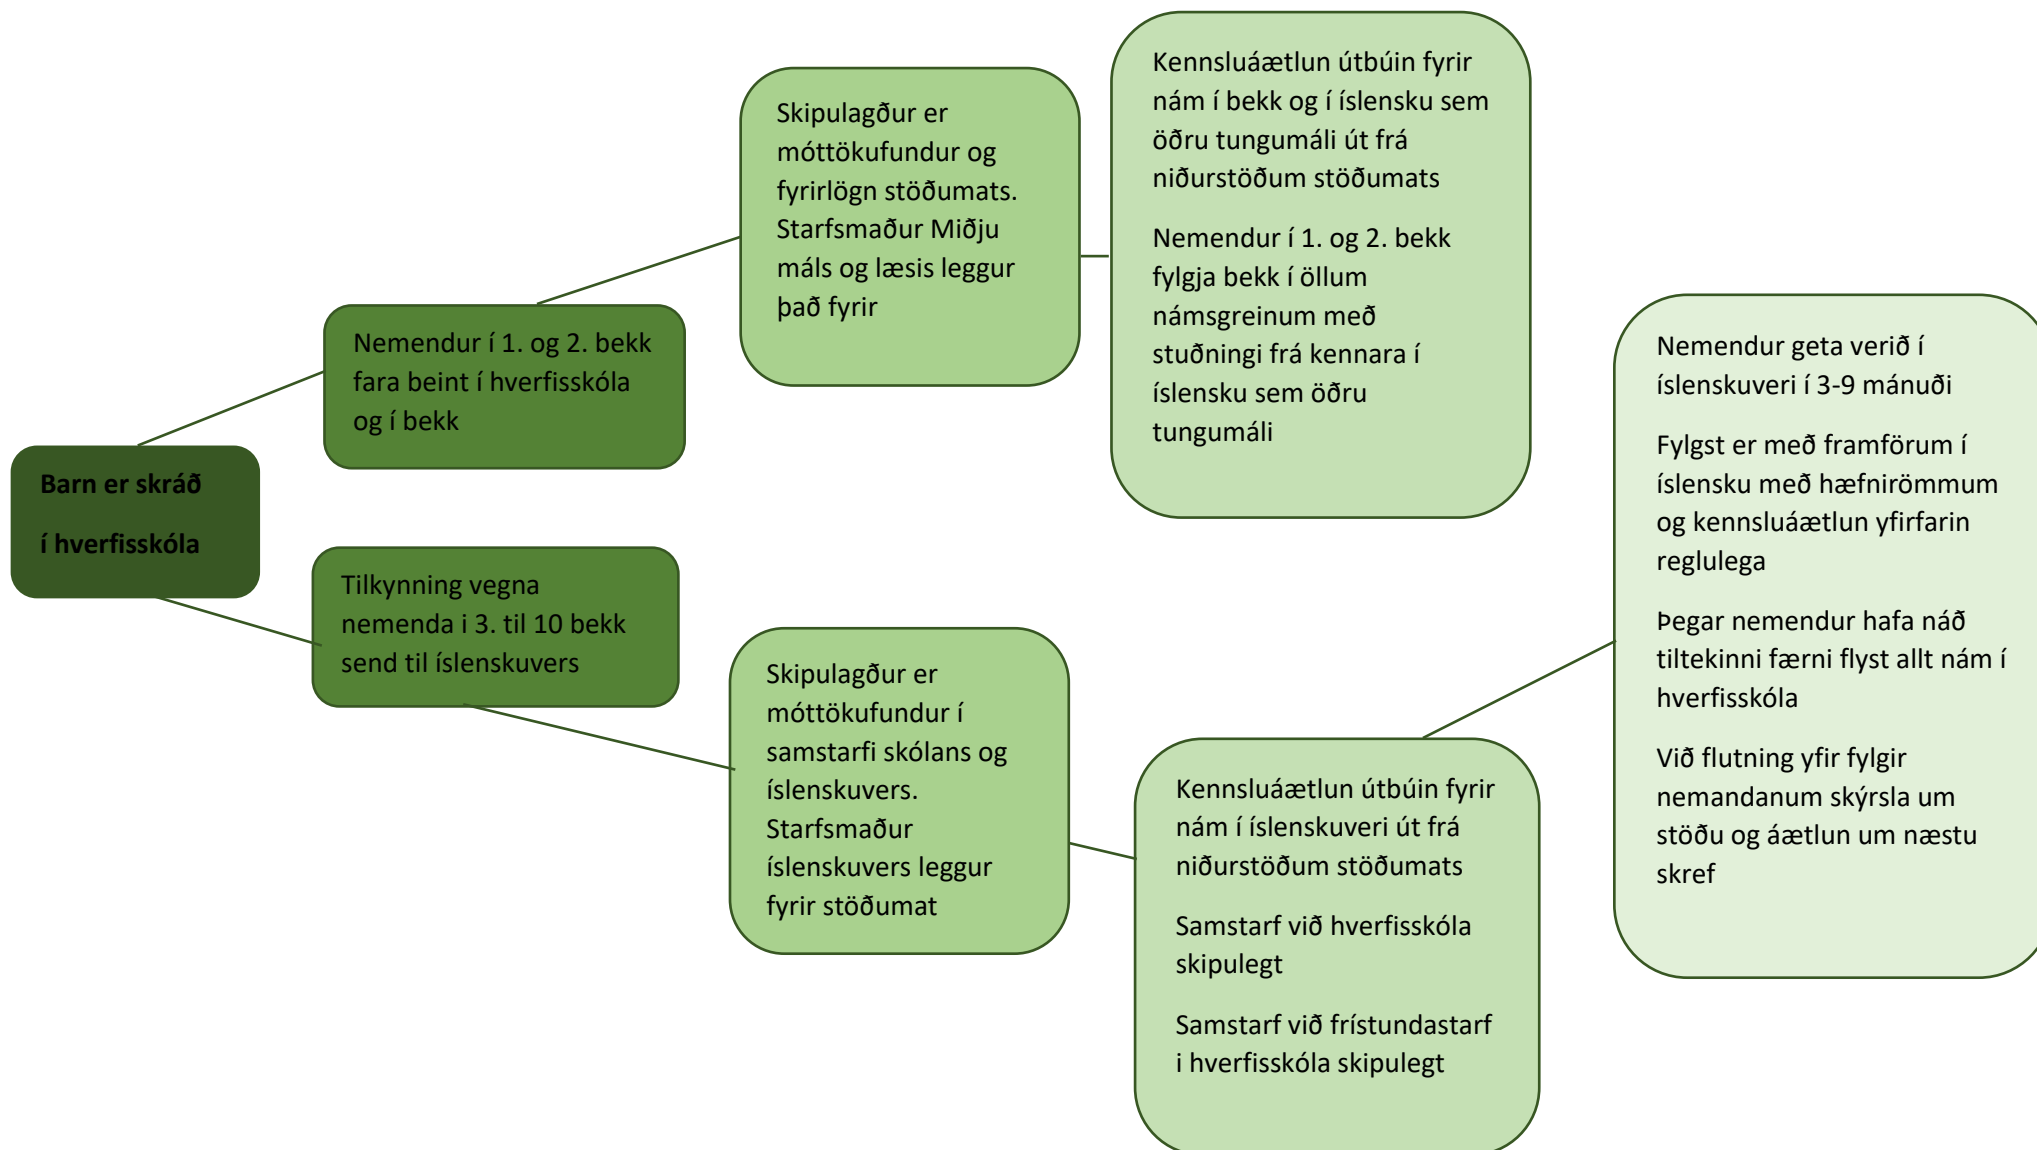 Barn er skráð
í hverfisskóla
Nemendur í 1. og 2. bekk
fara beint í hverfisskóla
og í bekk
Skipulagður er
móttökufundur og
fyrirlögn stöðumats.
Starfsmaður Miðju
máls og læsis leggur
það fyrir
Kennsluáætlun útbúin fyrir
nám í bekk og í íslensku sem
öðru tungumáli út frá
niðurstöðum stöðumats
Nemendur í 1. og 2. bekk
fylgja bekk í öllum
námsgreinum með
stuðningi frá kennara í
íslensku sem öðru
tungumáli
Tilkynning vegna
nemenda i 3. til 10 bekk
send til íslenskuvers
Skipulagður er
móttökufundur í
samstarfi skólans og
íslenskuvers.
Starfsmaður
íslenskuvers leggur
fyrir stöðumat
Kennsluáætlun útbúin fyrir
nám í íslenskuveri út frá
niðurstöðum stöðumats
Samstarf við hverfisskóla
skipulegt
Samstarf við frístundastarf
i hverfisskóla skipulegt
Nemendur geta verið í
íslenskuveri í 3-9 mánuði
Fylgst er með framförum í
íslensku með hæfnirömmum
og kennsluáætlun yfirfarin
reglulega
Þegar nemendur hafa náð
tiltekinni færni flyst allt nám í
hverfisskóla
Við flutning yfir fylgir
nemandanum skýrsla um
stöðu og áætlun um næstu
skref